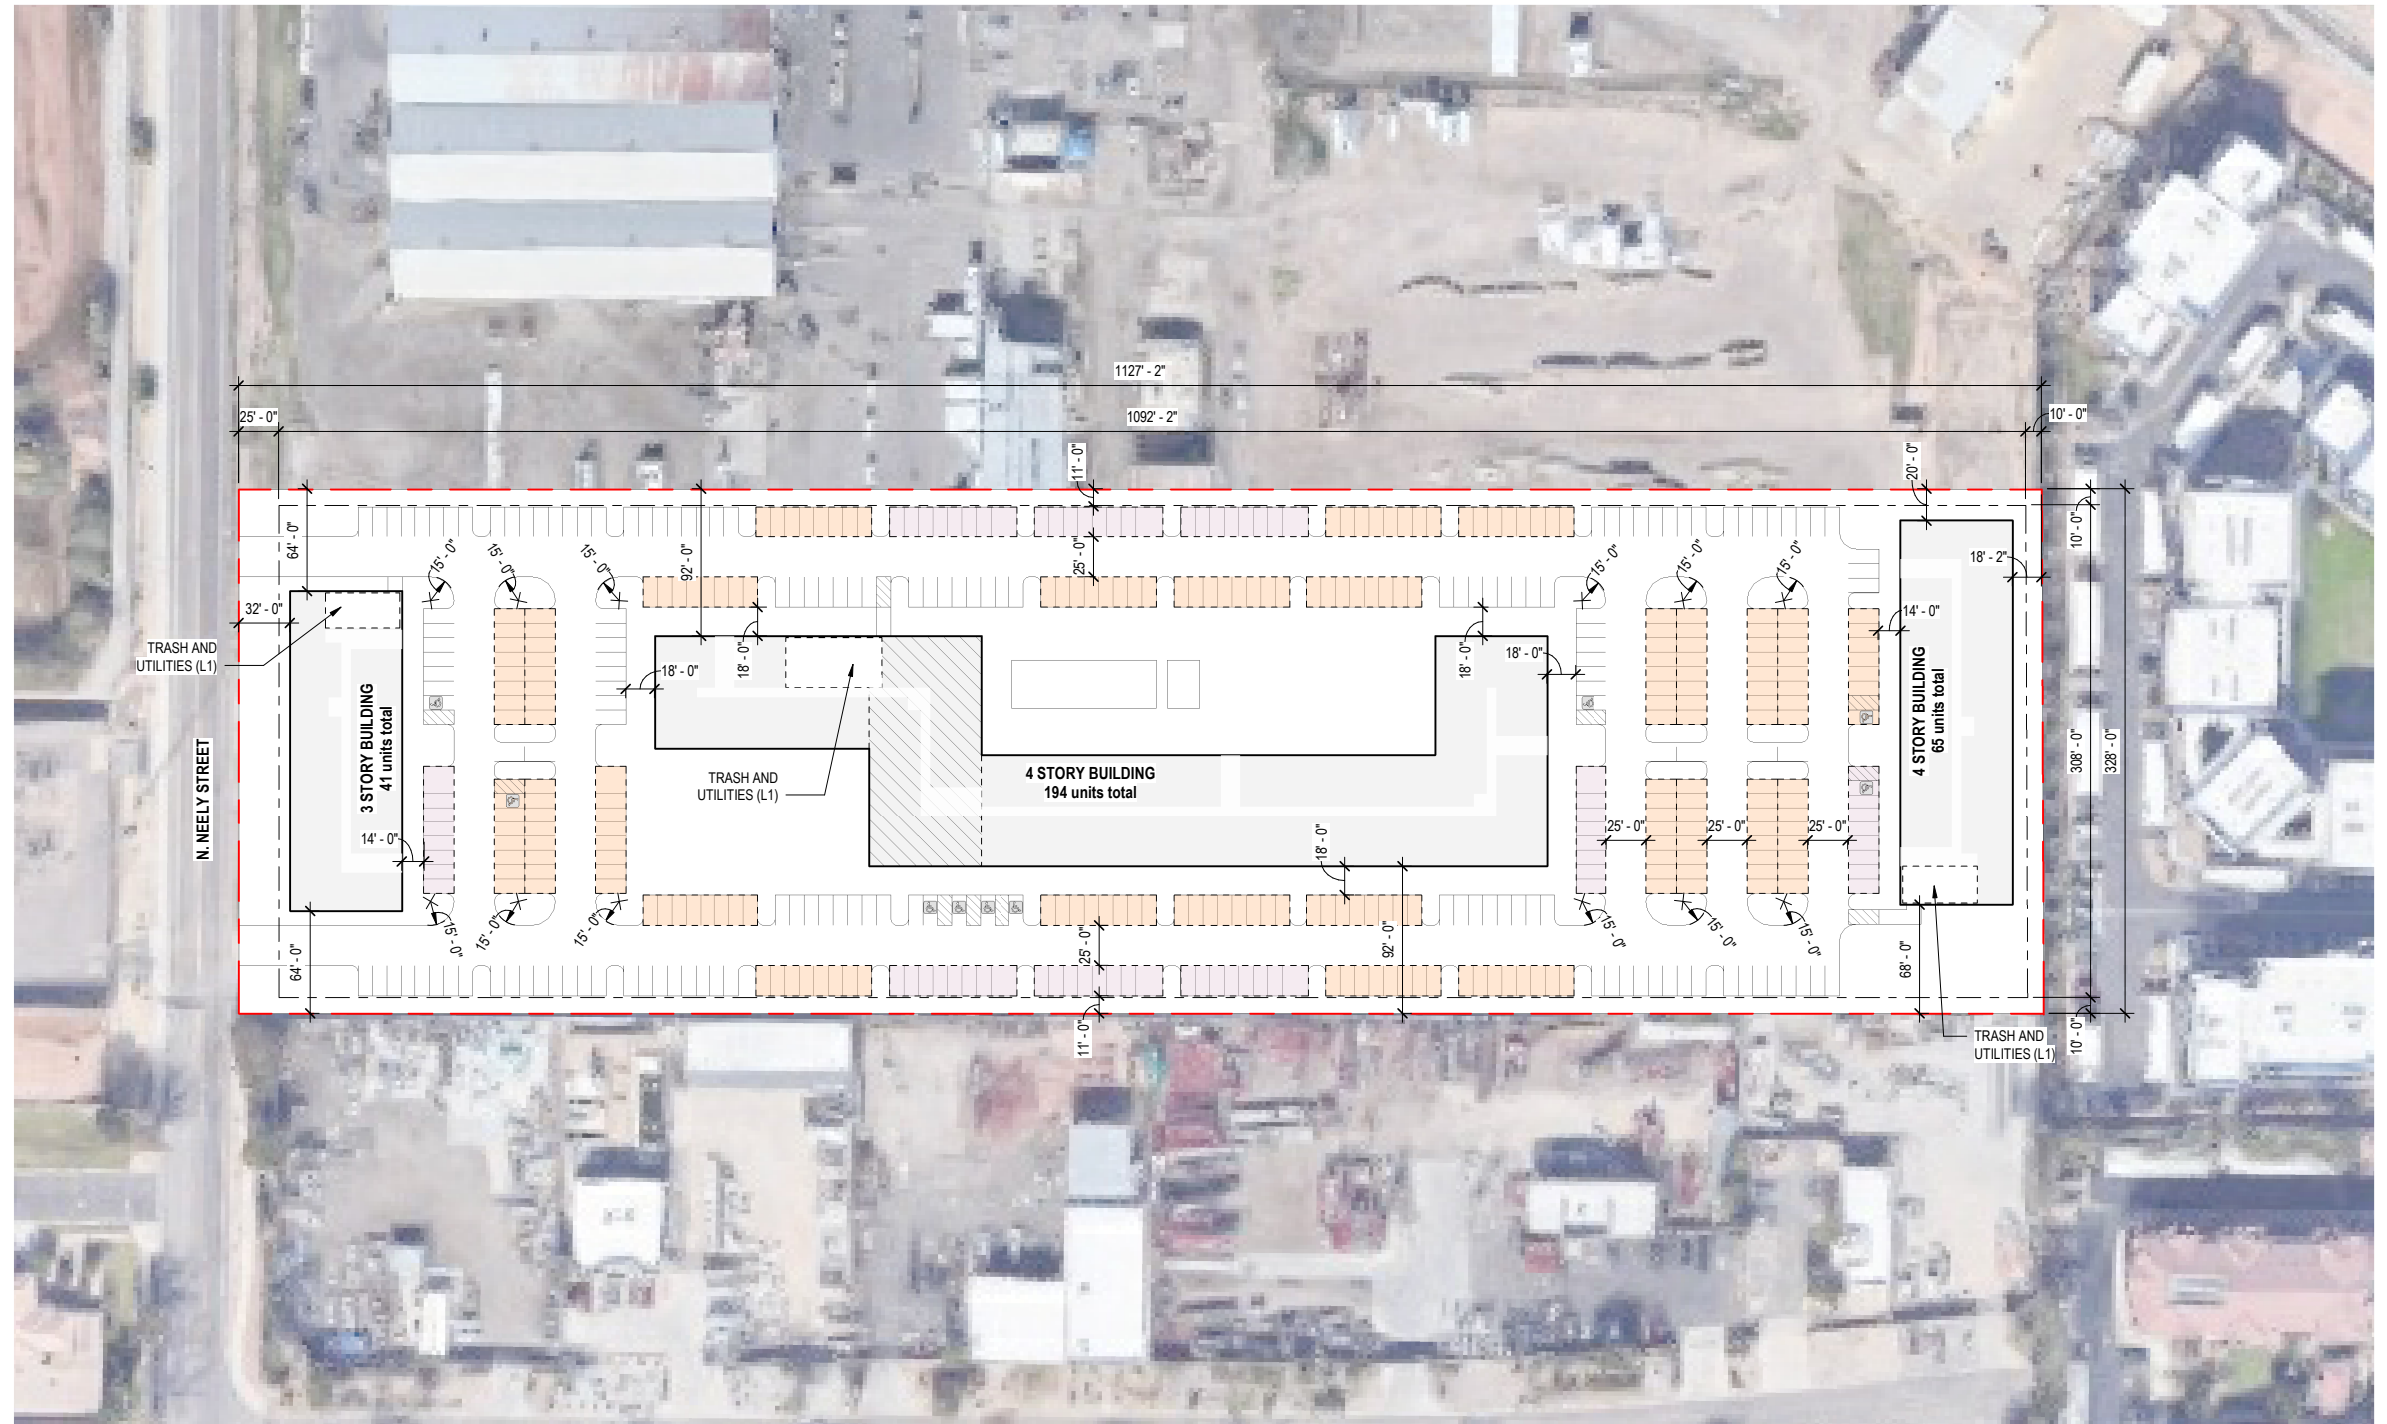 1127' - 2"
25' - 0"
1092' - 2"
10' - 0"
11' - 0"
20' - 0"
64' - 0"
15' - 0"
15' - 0"
15' - 0"
92' - 0"
25' - 0"
15' - 0"
15' - 0"
15' - 0"
18' - 2"
10' - 0"
32' - 0"
14' - 0"
TRASH AND
UTILITIES (L1)
18' - 0"
18' - 0"
18' - 0"
18' - 0"
3 STORY BUILDING
41 units total
4 STORY BUILDING
65 units total
308' - 0"
328' - 0"
N. NEELY STREET
TRASH AND
UTILITIES (L1)
4 STORY BUILDING
194 units total
14' - 0"
18' - 0"
25' - 0"
25' - 0"
25' - 0"
15' - 0"
15' - 0"
15' - 0"
25' - 0"
92' - 0"
15' - 0"
15' - 0"
15' - 0"
64' - 0"
68' - 0"
11' - 0"
TRASH AND
UTILITIES (L1)
10' - 0"